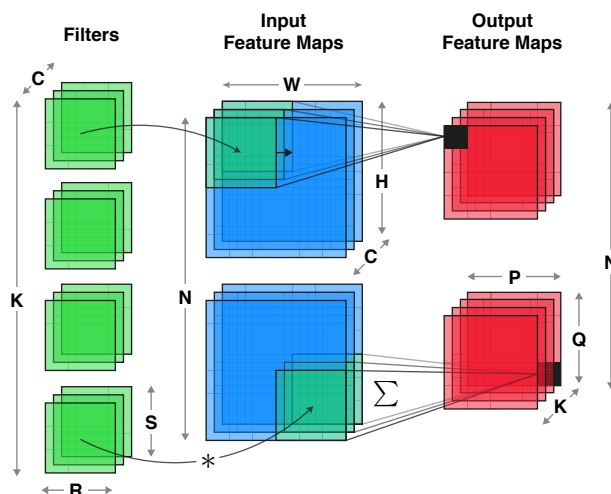 Filters
Input
Feature Maps
Output
Feature Maps
C
W
H
C
K
N
N
P
Q
K
S
Σ
*
R